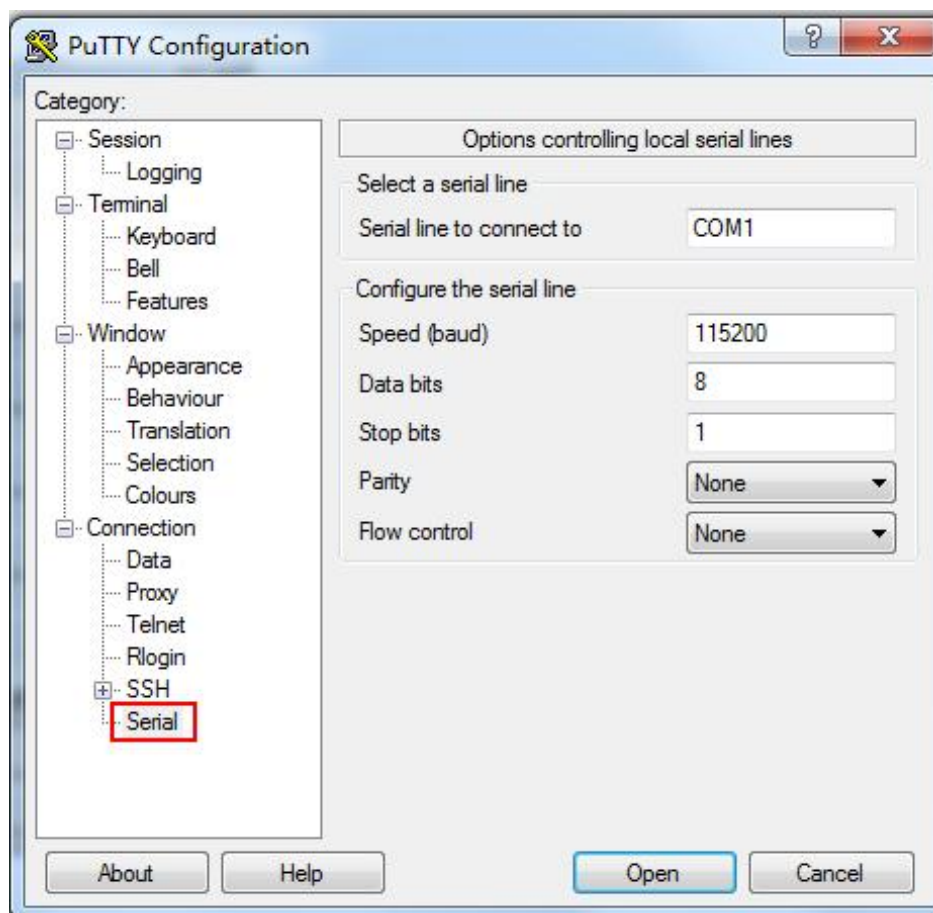 PuTTY Configuration
Category:
Session
Logging
Terminal
Keyboard
Bell
Features
Window
Appearance
Behaviour
Translation
Selection
Colours
Connection
Data
Proxy
Telnet
Rlogin
SSH
Serial
Options controlling local serial lines
Select a serial line
Serial line to connect to COM1
Configure the serial line
Speed (baud) 115200
Data bits 8
Stop bits 1
Parity None
Flow control None
About Help Open Cancel